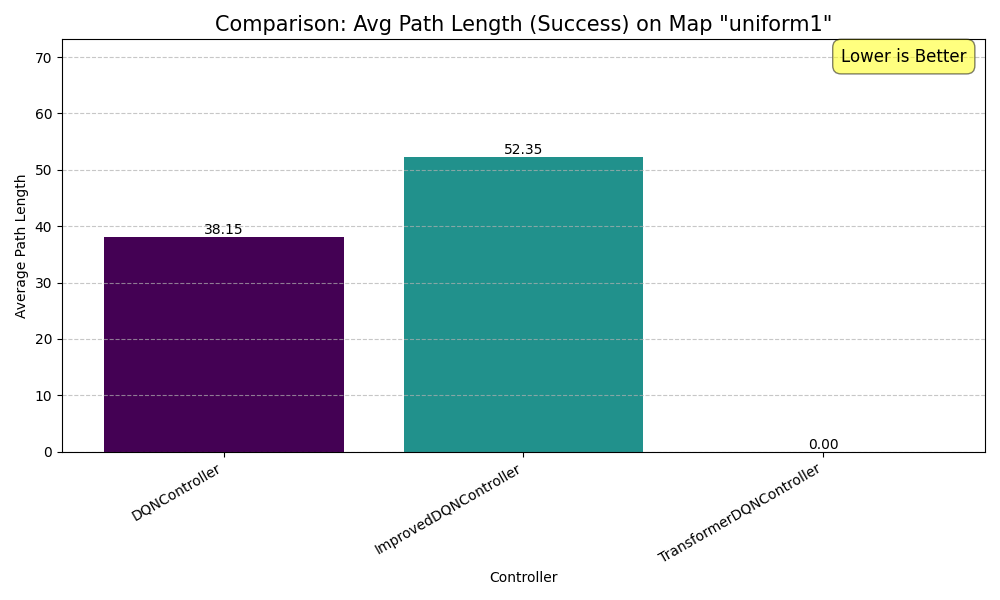 Comparison: Avg Path Length (Success) on Map "uniform1"
Lower is Better
Average Path Length
70
60
50
40
30
20
10
0
38.15
52.35
0.00
DQNController
ImprovedDQNController
TransformerDQNController
Controller